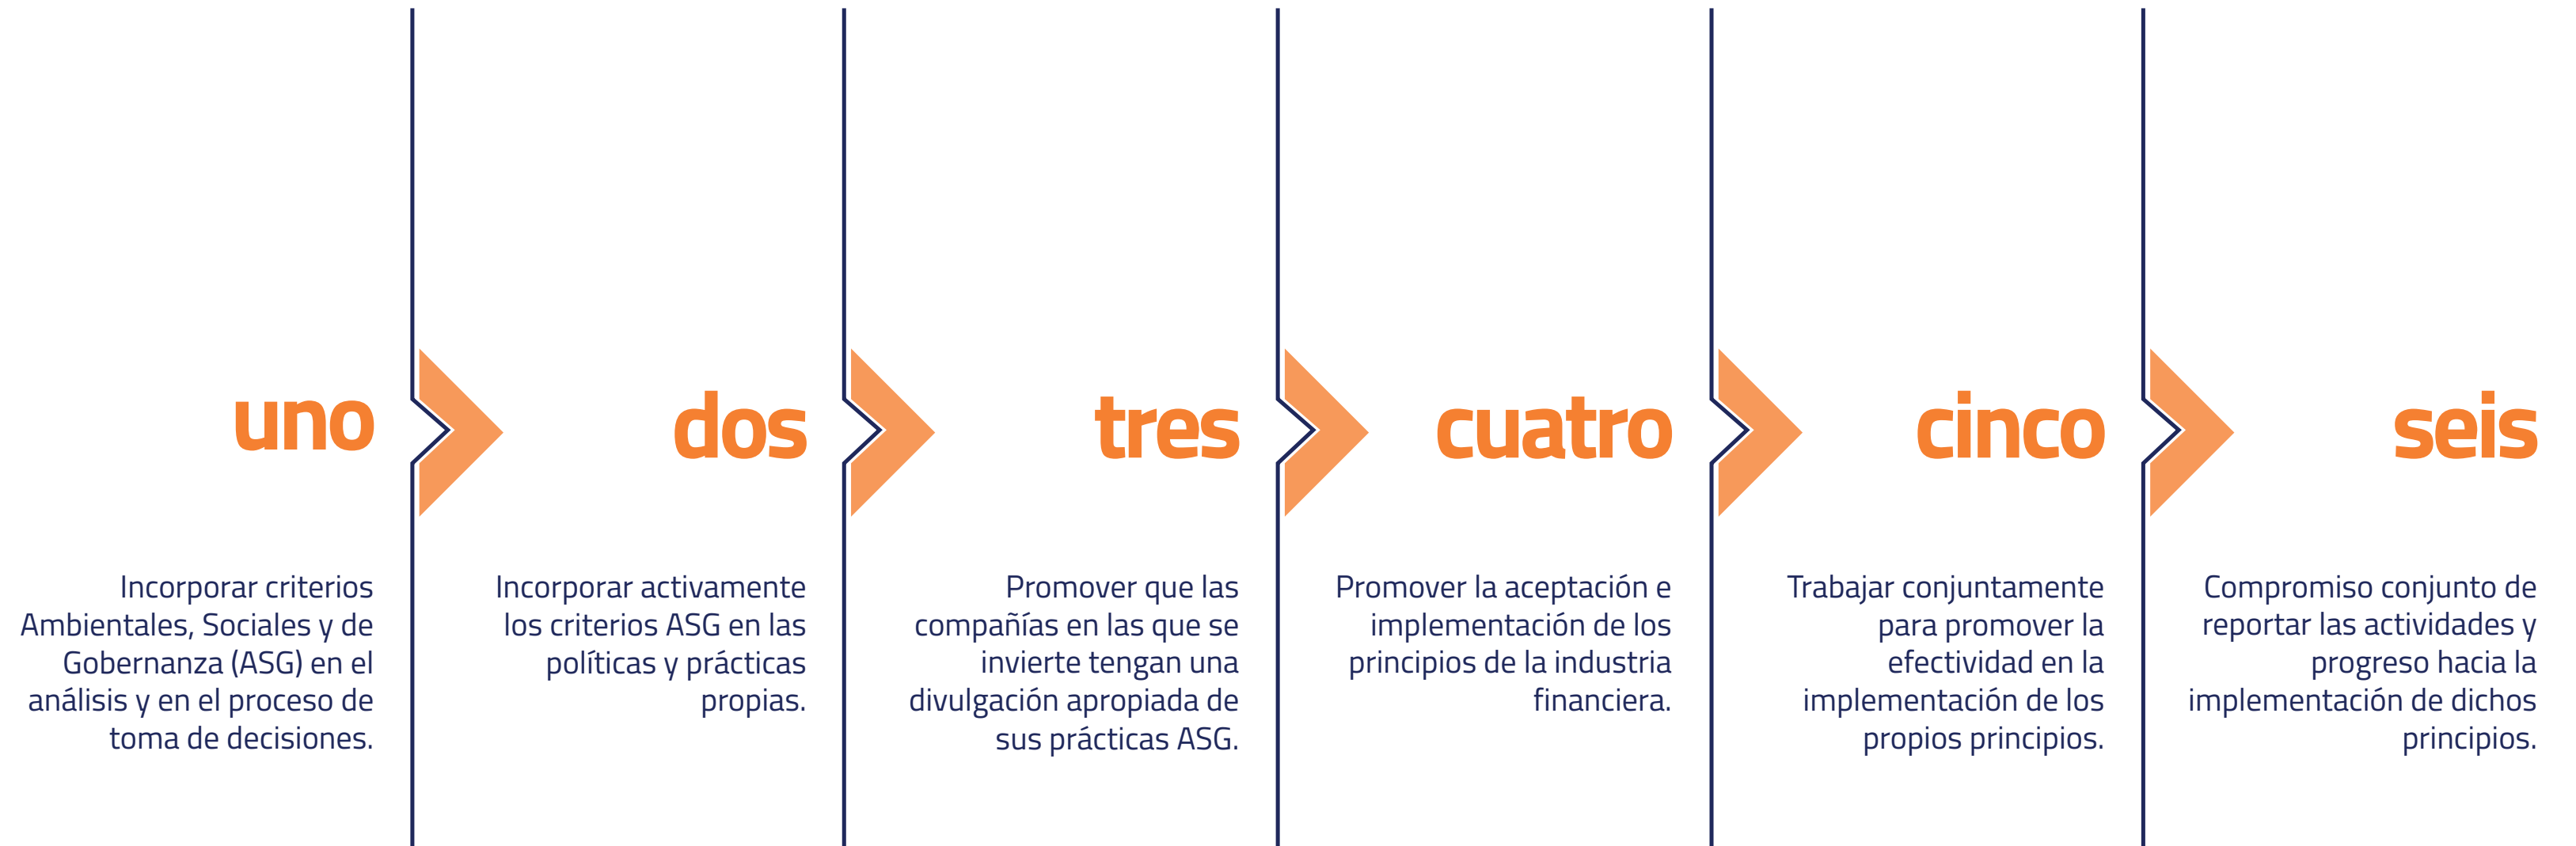 uno
Incorporar criterios
Ambientales, Sociales y de
Gobernanza (ASG) en el
análisis y en el proceso de
toma de decisiones.
dos
Incorporar activamente
los criterios ASG en las
políticas y prácticas
propias.
tres
Promover que las
compañías en las que se
invierte tengan una
divulgación apropiada de
sus prácticas ASG.
cuatro
Promover la aceptación e
implementación de los
principios de la industria
financiera.
cinco
Trabajar conjuntamente
para promover la
efectividad en la
implementación de los
propios principios.
seis
Compromiso conjunto de
reportar las actividades y
progreso hacia la
implementación de dichos
principios.